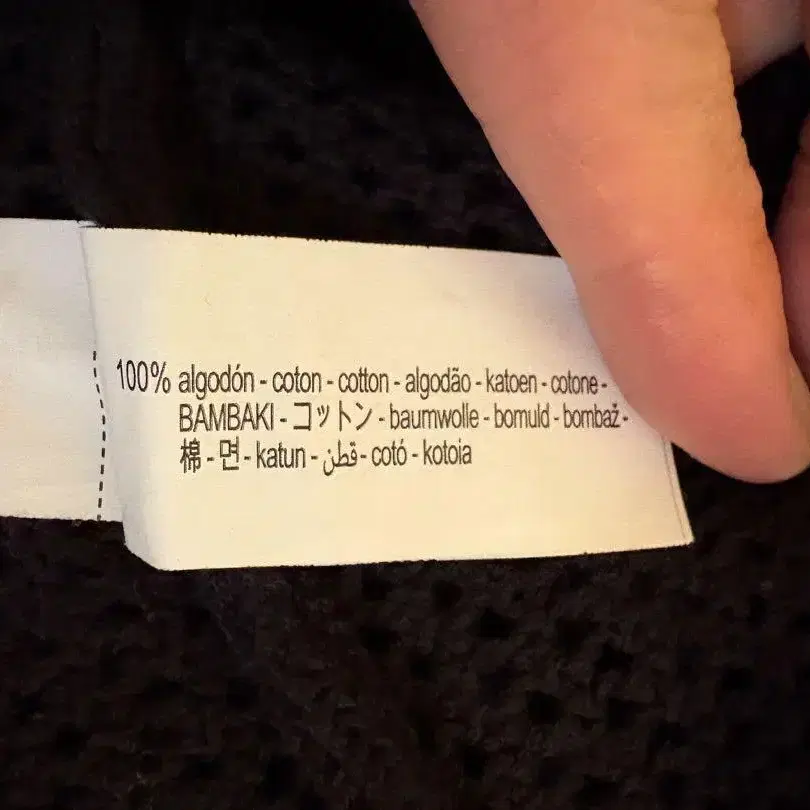 100% algodón - coton - cotton - algodão - katoen - cotone -
BAMBAKI - コットン - baumwolle - bomuld - bombaž -
棉 - 면 - katun - قطن - cotó - kotoia